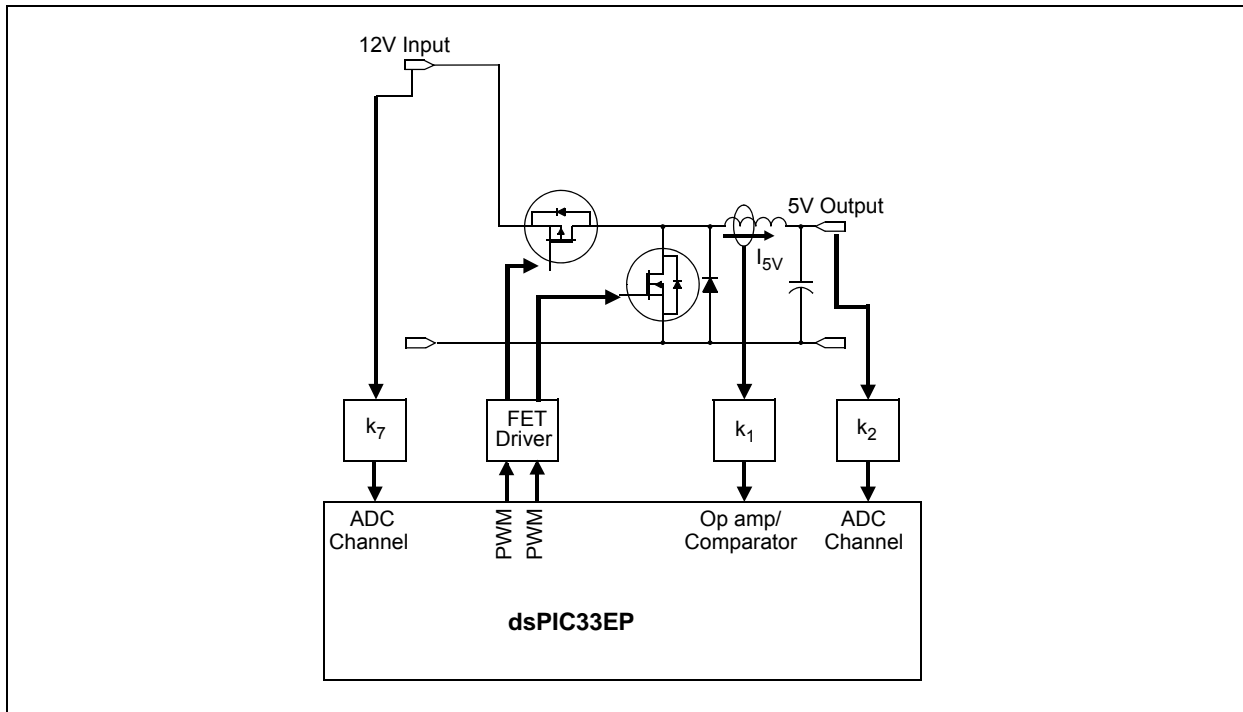 12V Input
5V Output
I5V
k7
FET
Driver
k1
k2
ADC
Channel
PWM
PWM
Op amp/
Comparator
ADC
Channel
dsPIC33EP